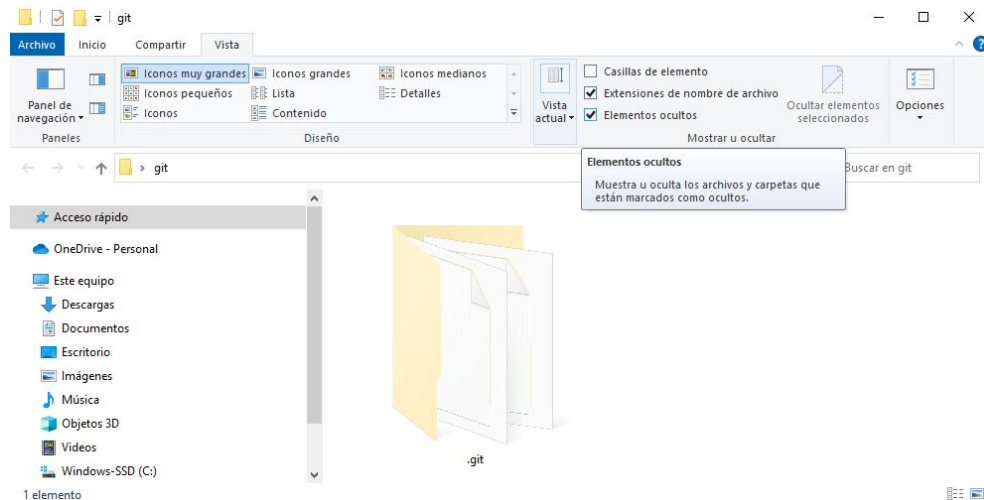 git
Archivo Inicio Compartir Vista
Panel de navegación
Iconos muy grandes Iconos grandes Iconos medianos
Iconos pequeños Lista Detalles
Iconos Contenido
Vista actual
Casillas de elemento
Extensiones de nombre de archivo
Elementos ocultos
Ocultar elementos seleccionados
Opciones
Paneles Diseño Mostrar u ocultar
git
Buscar en git
Elementos ocultos
Muestra u oculta los archivos y carpetas que
están marcados como ocultos.
Acceso rápido
OneDrive - Personal
Este equipo
Descargas
Documentos
Escritorio
Imágenes
Música
Objetos 3D
Videos
Windows-SSD (C:)
.git
1 elemento